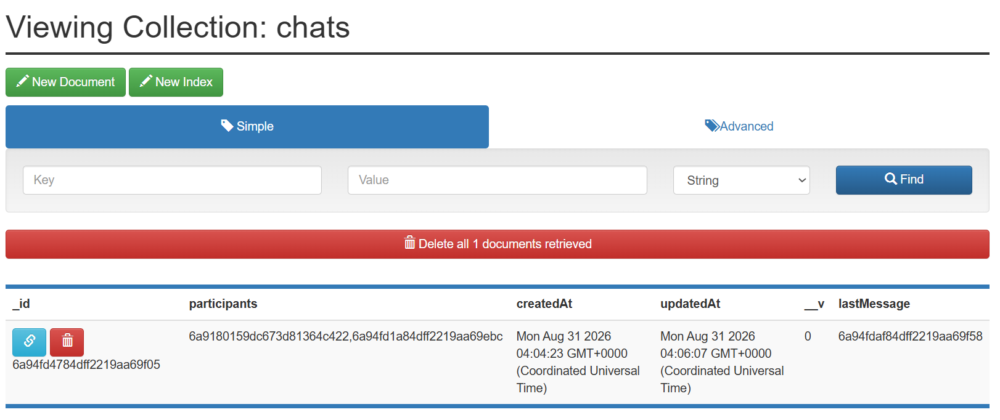 Viewing Collection: chats
New Document New Index
Simple Advanced
Key Value String Find
Delete all 1 documents retrieved
_id participants createdAt updatedAt __v lastMessage
6a9180159dc673d81364c422,6a94fd1a84dff2219aa69ebc Mon Aug 31 2026 Mon Aug 31 2026 0 6a94fdaf84dff2219aa69f58
04:04:23 GMT+0000 04:06:07 GMT+0000
6a94fd4784dff2219aa69f05 (Coordinated Universal (Coordinated Universal
Time) Time)